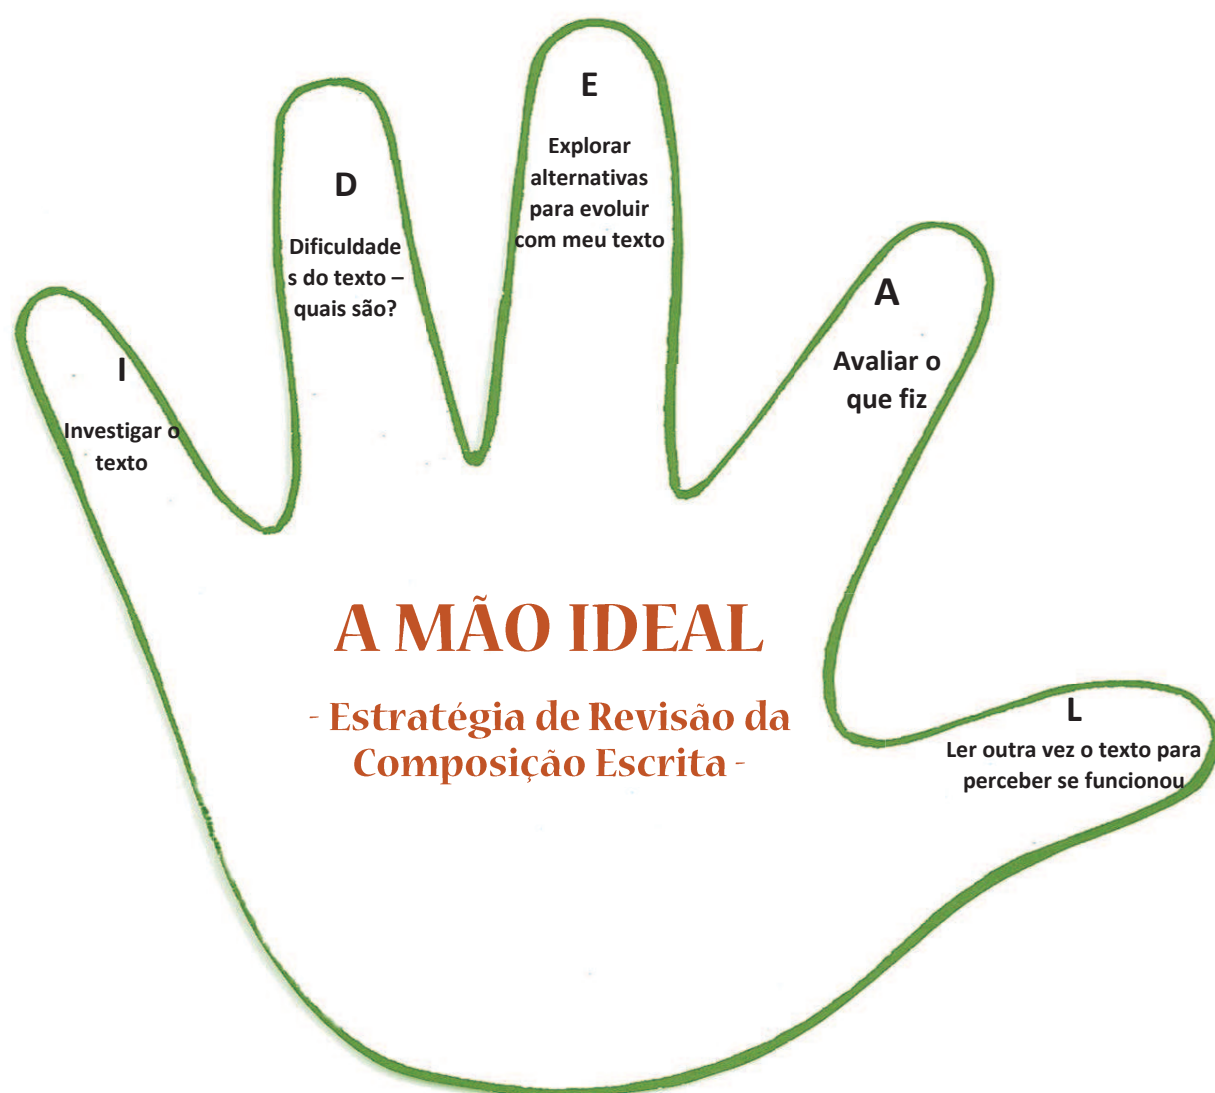 I
Investigar o
texto
D
Dificuldade
s do texto –
quais são?
E
Explorar
alternativas
para evoluir
com meu texto
A
Avaliar o
que fiz
L
Ler outra vez o texto para
perceber se funcionou
A MÃO IDEAL
- Estratégia de Revisão da
Composição Escrita -